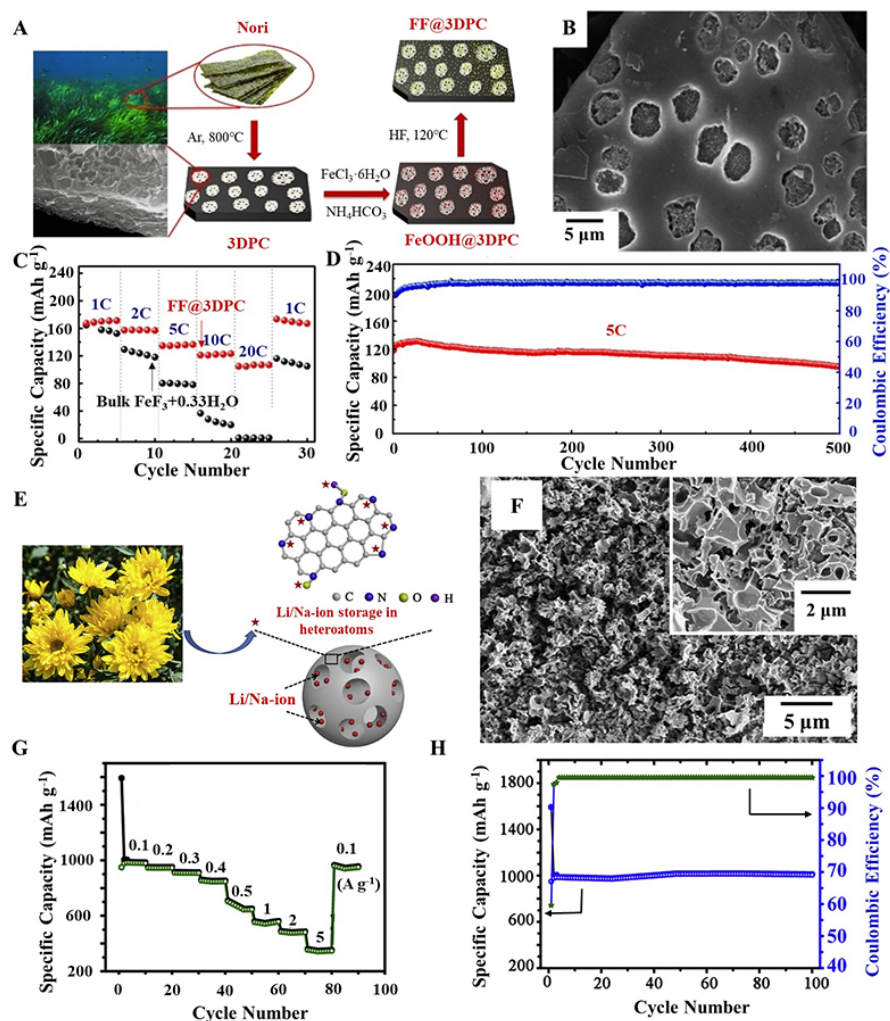 A
Nori
FF@3DPC
B
Ar, 800℃
HF, 120℃
FeCl3·6H2O
NH4HCO3
3DPC
FeOOH@3DPC
5 µm
C
Specific Capacity (mAh g-1)
240
200
160
120
80
40
0
1C
2C
FF@3DPC
5C
10C
20C
1C
Bulk FeF3+0.33H2O
0
10
20
30
Cycle Number
D
Specific Capacity (mAh g-1)
240
200
160
120
80
40
0
5C
100
80
60
40
20
0
Coulombic Efficiency (%)
0
100
200
300
400
500
Cycle Number
E
C
N
O
H
Li/Na-ion storage in
heteroatoms
Li/Na-ion
F
2 µm
5 µm
G
Specific Capacity (mAh g-1)
1400
1000
600
200
0.1
0.2
0.3
0.4
0.5
1
2
5
0.1
(A g-1)
0
20
40
60
80
100
Cycle Number
H
Specific Capacity (mAh g-1)
1800
1600
1400
1200
1000
800
600
400
200
100
90
80
70
60
50
40
Coulombic Efficiency (%)
0
20
40
60
80
100
Cycle Number